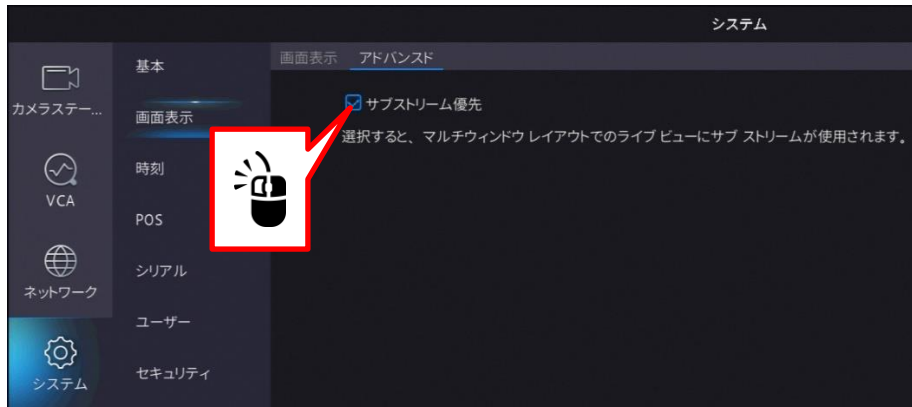 システム
カメラステー...
VCA
ネットワーク
システム
基本
画面表示
時刻
POS
シリアル
ユーザー
セキュリティ
画面表示 アドバンスド
サブストリーム優先
選択すると、マルチウィンドウ レイアウトでのライブ ビューにサブ ストリームが使用されます。